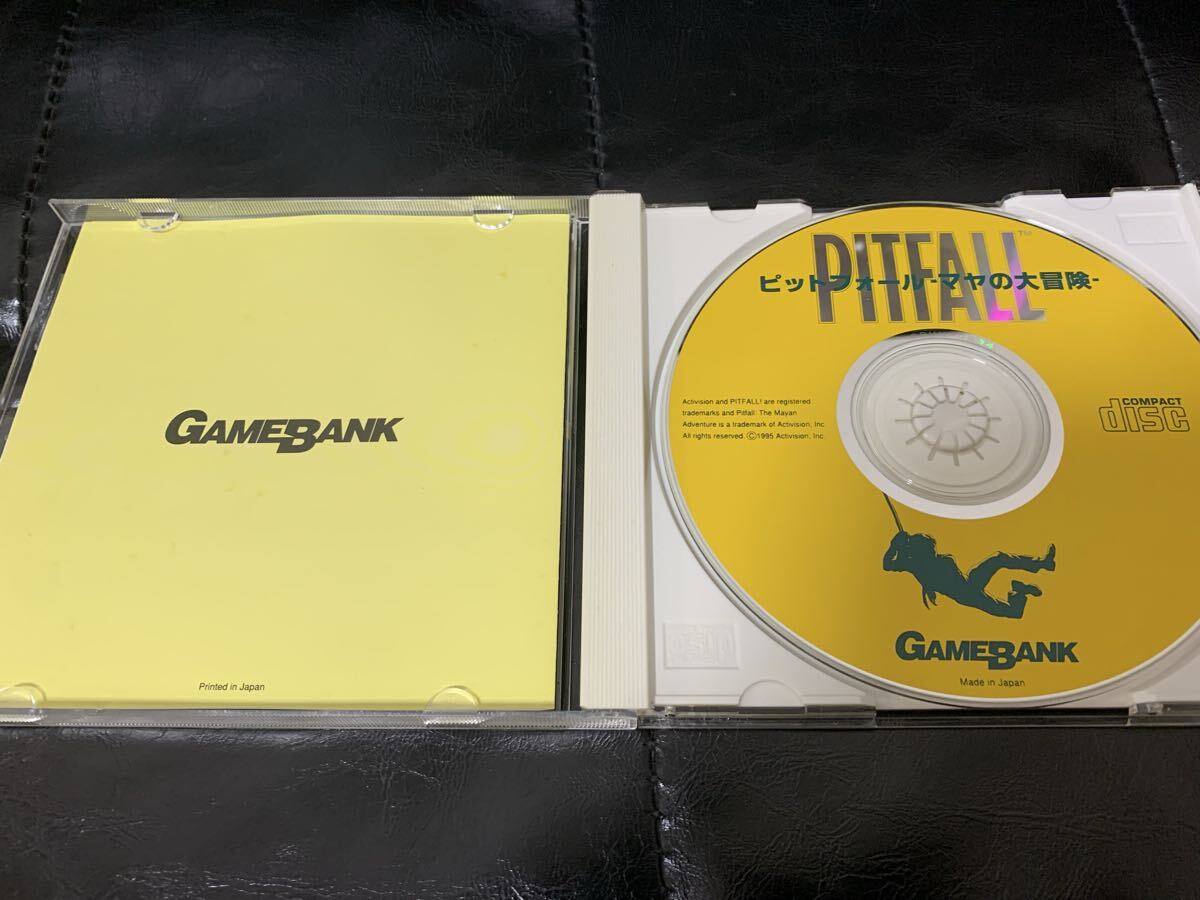 GAMEBANK
Printed in Japan
PITFALL™
ピットフォール-マヤの大冒険-
Activision and PITFALL! are registered
trademarks and Pitfall: The Mayan
Adventure is a trademark of Activision, Inc.
All rights reserved. ©1995 Activision, Inc
COMPACT
disc
GAMEBANK
Made in Japan